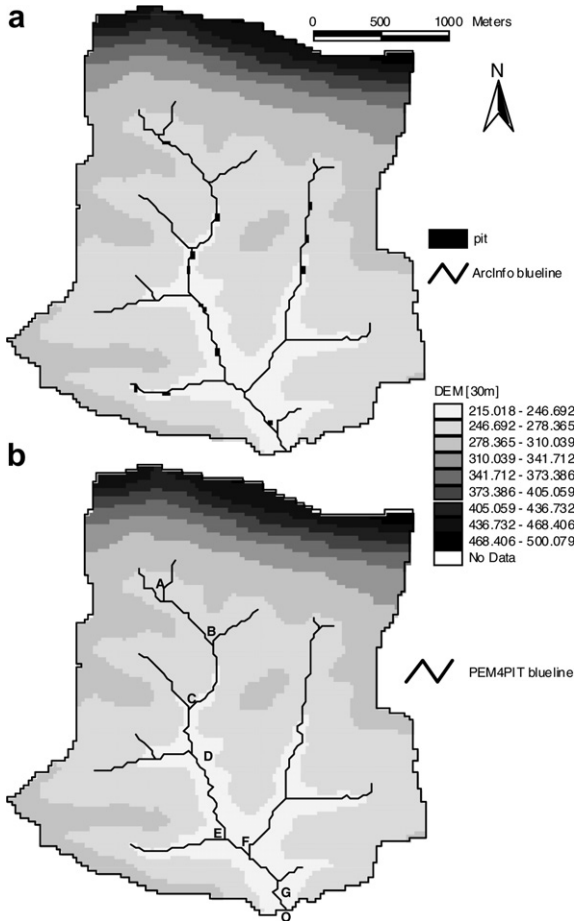 a
0 500 1000 Meters
N
pit
ArcInfo blueline
DEM [30m]
215.018 - 246.692
246.692 - 278.365
278.365 - 310.039
310.039 - 341.712
341.712 - 373.386
373.386 - 405.059
405.059 - 436.732
436.732 - 468.406
468.406 - 500.079
No Data
b
A
B
C
PEM4PIT blueline
D
E
F
G
O